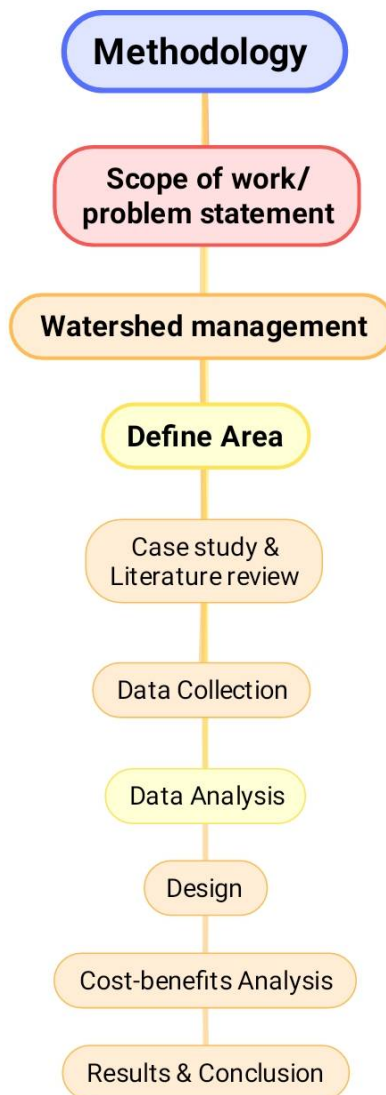 Methodology
Scope of work/
problem statement
Watershed management
Define Area
Case study &
Literature review
Data Collection
Data Analysis
Design
Cost-benefits Analysis
Results & Conclusion